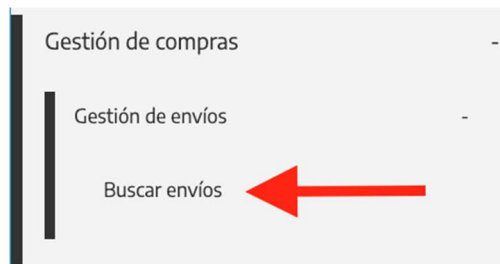 Gestión de compras -
Gestión de envíos -
Buscar envíos